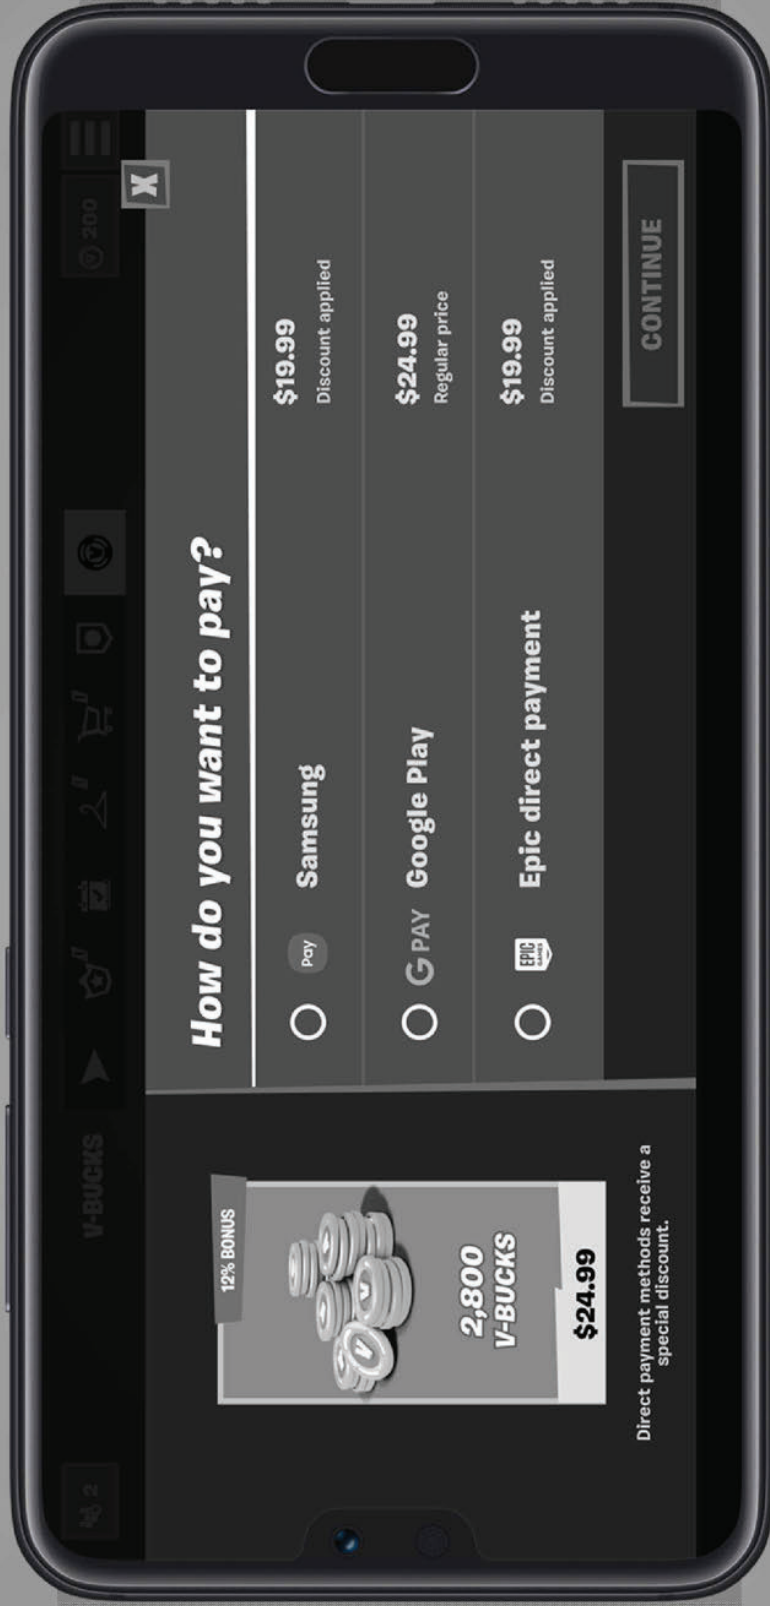 2
V-BUCKS
200
X
12% BONUS
2,800
V-BUCKS
$24.99
Direct payment methods receive a
special discount.
How do you want to pay?
Pay
Samsung
$19.99
Discount applied
G PAY
Google Play
$24.99
Regular price
EPIC
GAMES
Epic direct payment
$19.99
Discount applied
CONTINUE